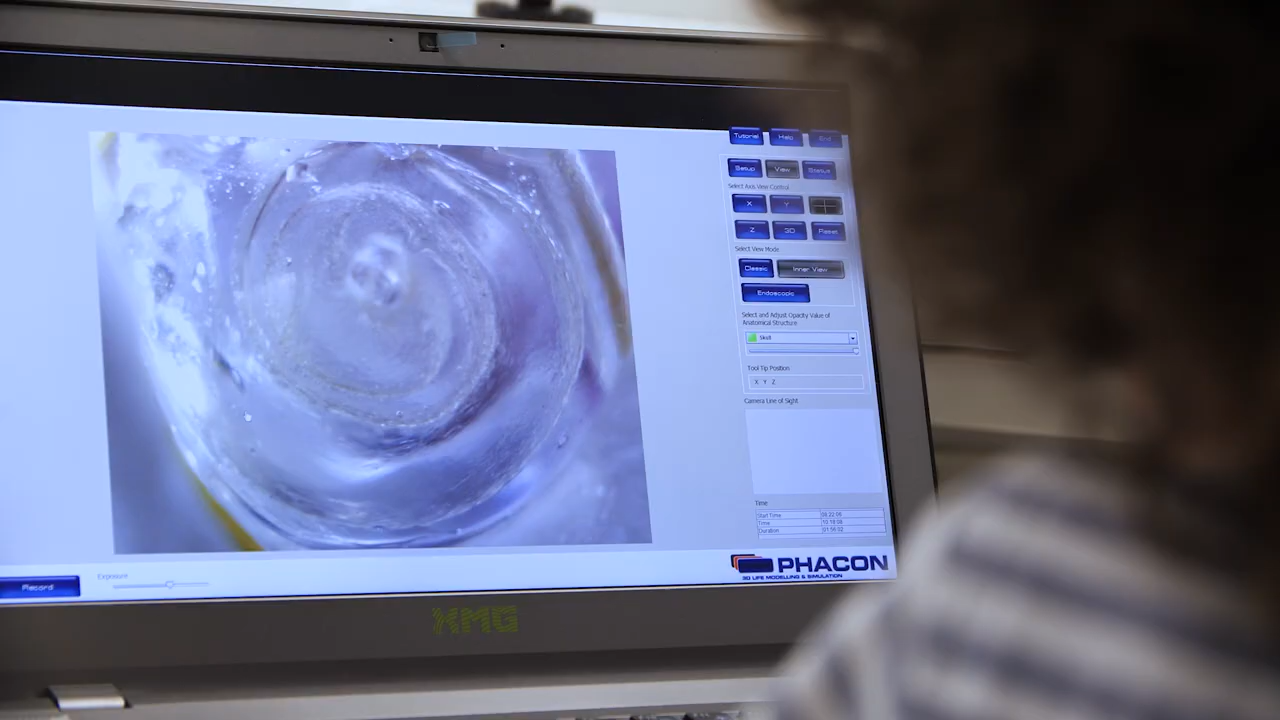 Tutorial Help End
Setup View Status
Select Axis View Control
X Y
Z 3D Reset
Select View Mode
Classic Inner View
Endoscopic
Select and Adjust Opacity Value of
Anatomical Structure
Skull
Tool Tip Position
X Y Z
Camera Line of Sight
Time
Start Time
Time
Duration
Record
Exposure
PHACON
3D LIFE MODELLING & SIMULATION
XMG